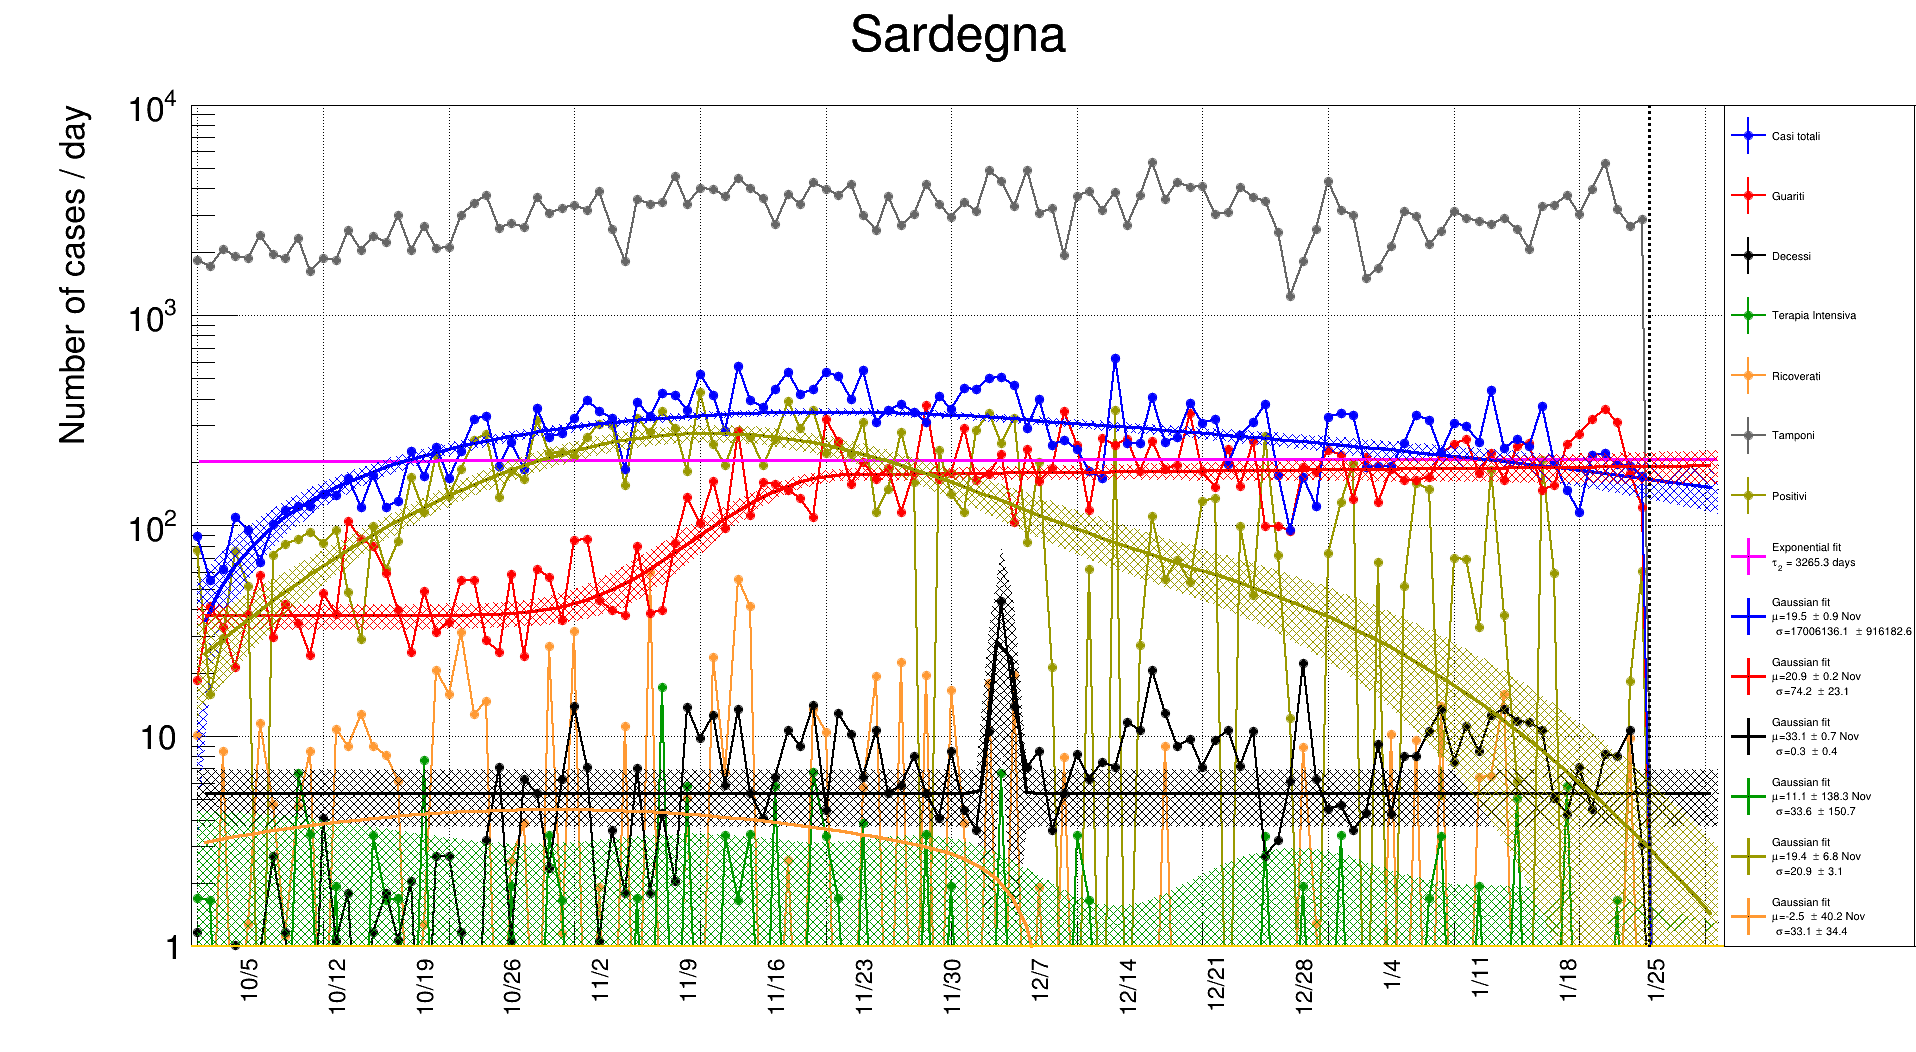 Sardegna
Number of cases / day
10^4
10^3
10^2
10
1
10/5
10/12
10/19
10/26
11/2
11/9
11/16
11/23
11/30
12/7
12/14
12/21
12/28
1/4
1/11
1/18
1/25
Casi totali
Guariti
Decessi
Terapia Intensiva
Ricoverati
Tamponi
Positivi
Exponential fit
τ_2 = 3265.3 days
Gaussian fit
μ=19.5 ± 0.9 Nov
σ=17006136.1 ± 916182.6
Gaussian fit
μ=20.9 ± 0.2 Nov
σ=74.2 ± 23.1
Gaussian fit
μ=33.1 ± 0.7 Nov
σ=0.3 ± 0.4
Gaussian fit
μ=11.1 ± 138.3 Nov
σ=33.6 ± 150.7
Gaussian fit
μ=19.4 ± 6.8 Nov
σ=20.9 ± 3.1
Gaussian fit
μ=-2.5 ± 40.2 Nov
σ=33.1 ± 34.4